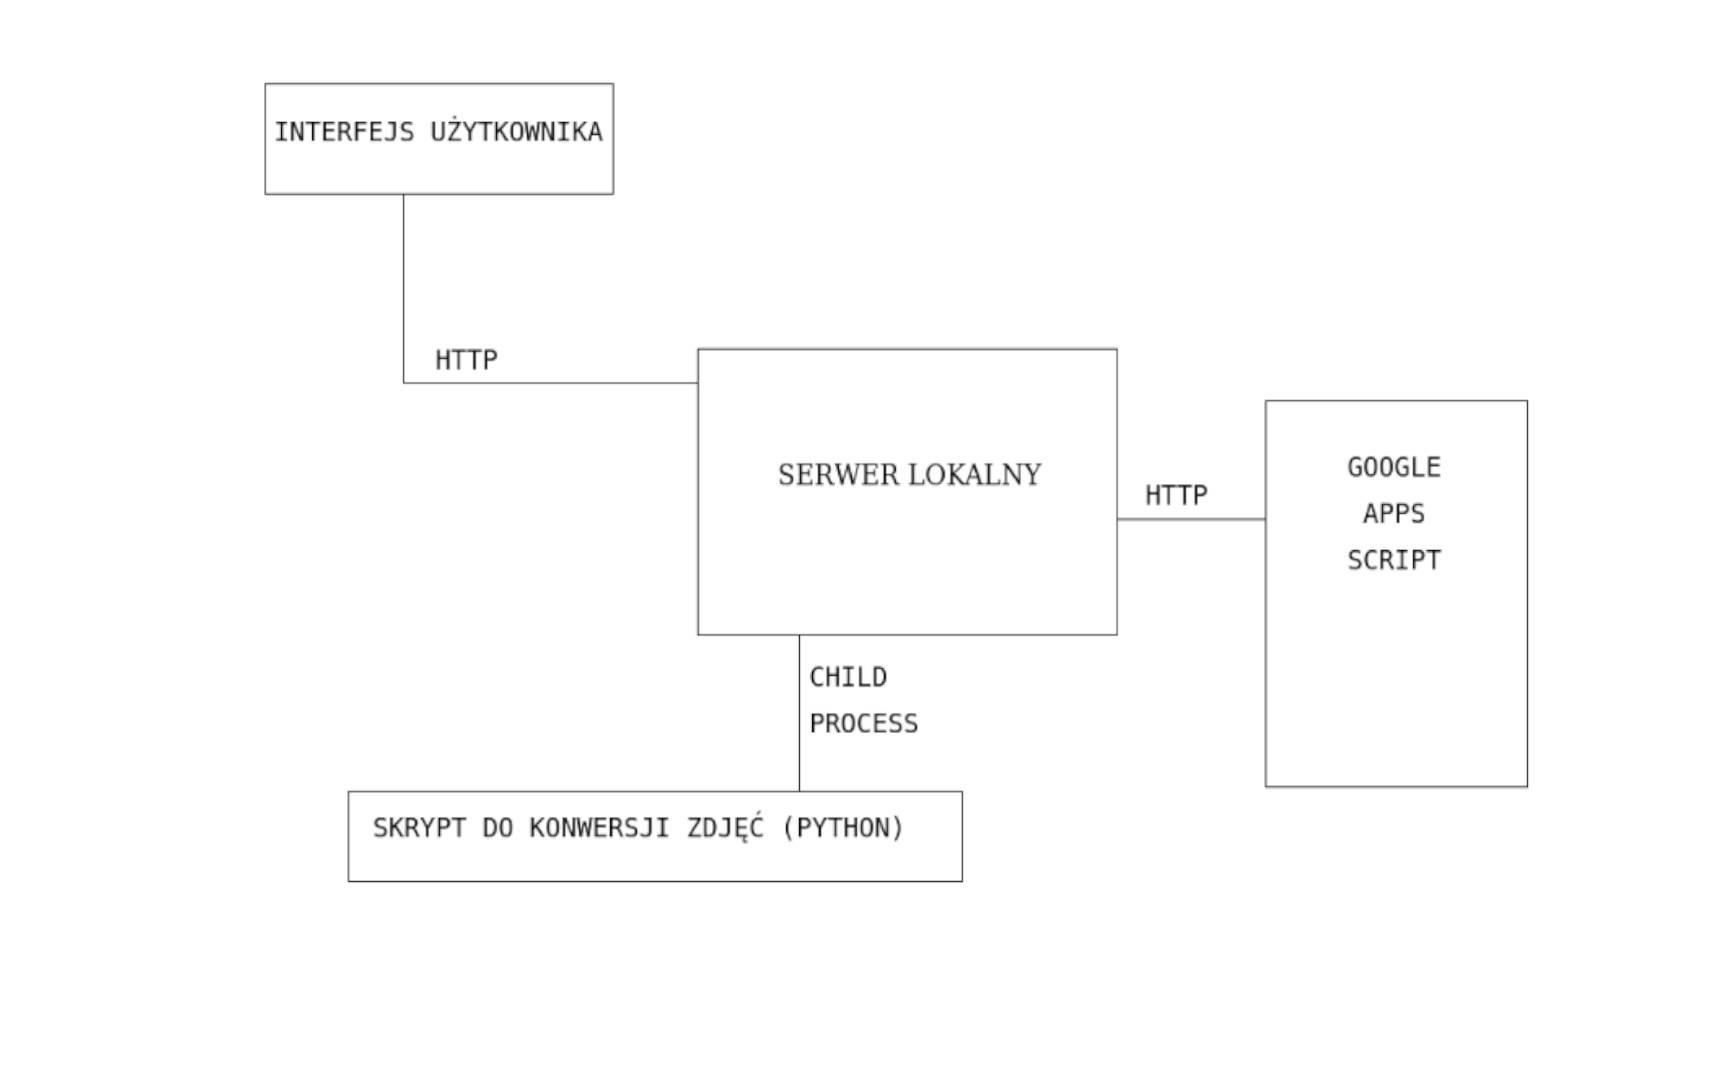 INTERFEJS UŻYTKOWNIKA
HTTP
SERWER LOKALNY
HTTP
GOOGLE
APPS
SCRIPT
CHILD
PROCESS
SKRYPT DO KONWERSJI ZDJĘĆ (PYTHON)